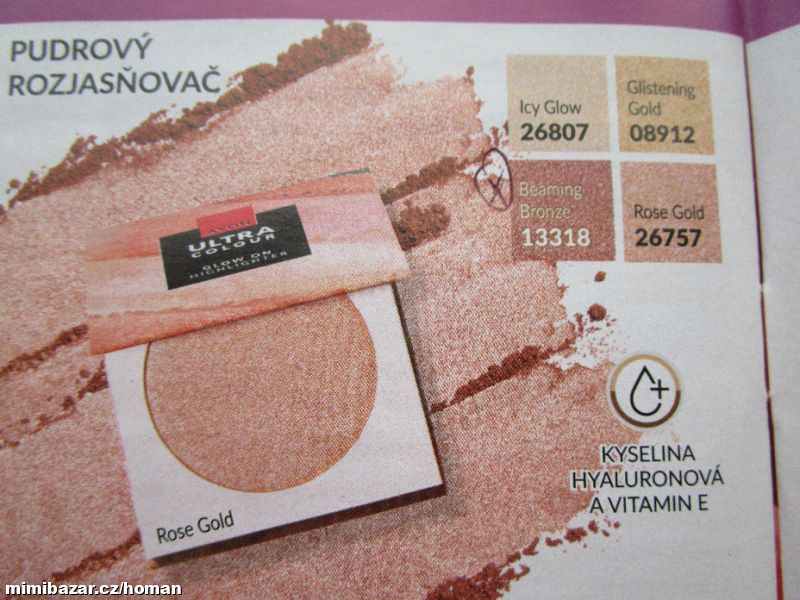 PUDROVÝ
ROZJASŇOVAČ
Icy Glow
26807
Glistening
Gold
08912
Beaming
Bronze
13318
Rose Gold
26757
AVON
ULTRA
COLOUR
GLOW ON
HIGHLIGHTER
Rose Gold
KYSELINA
HYALURONOVÁ
A VITAMIN E
mimibazar.cz/homan